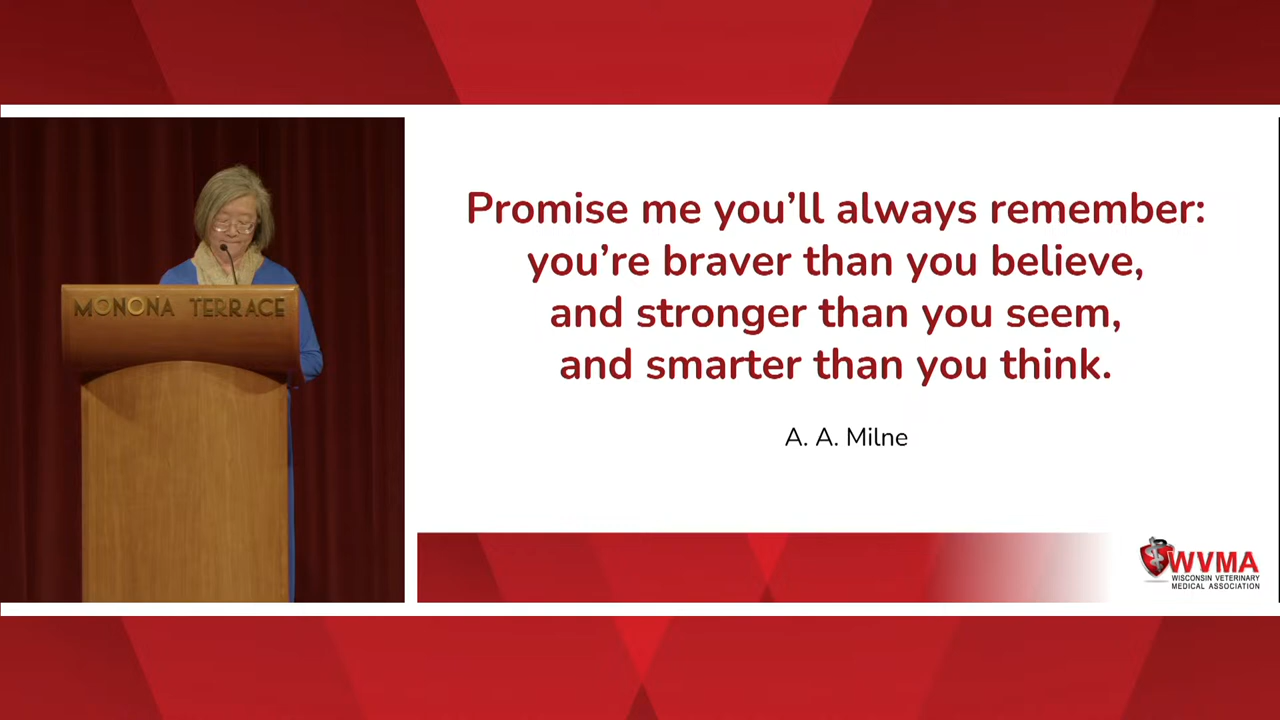 MONONA TERRACE
Promise me you’ll always remember:
you’re braver than you believe,
and stronger than you seem,
and smarter than you think.
A. A. Milne
WVMA
WISCONSIN VETERINARY
MEDICAL ASSOCIATION